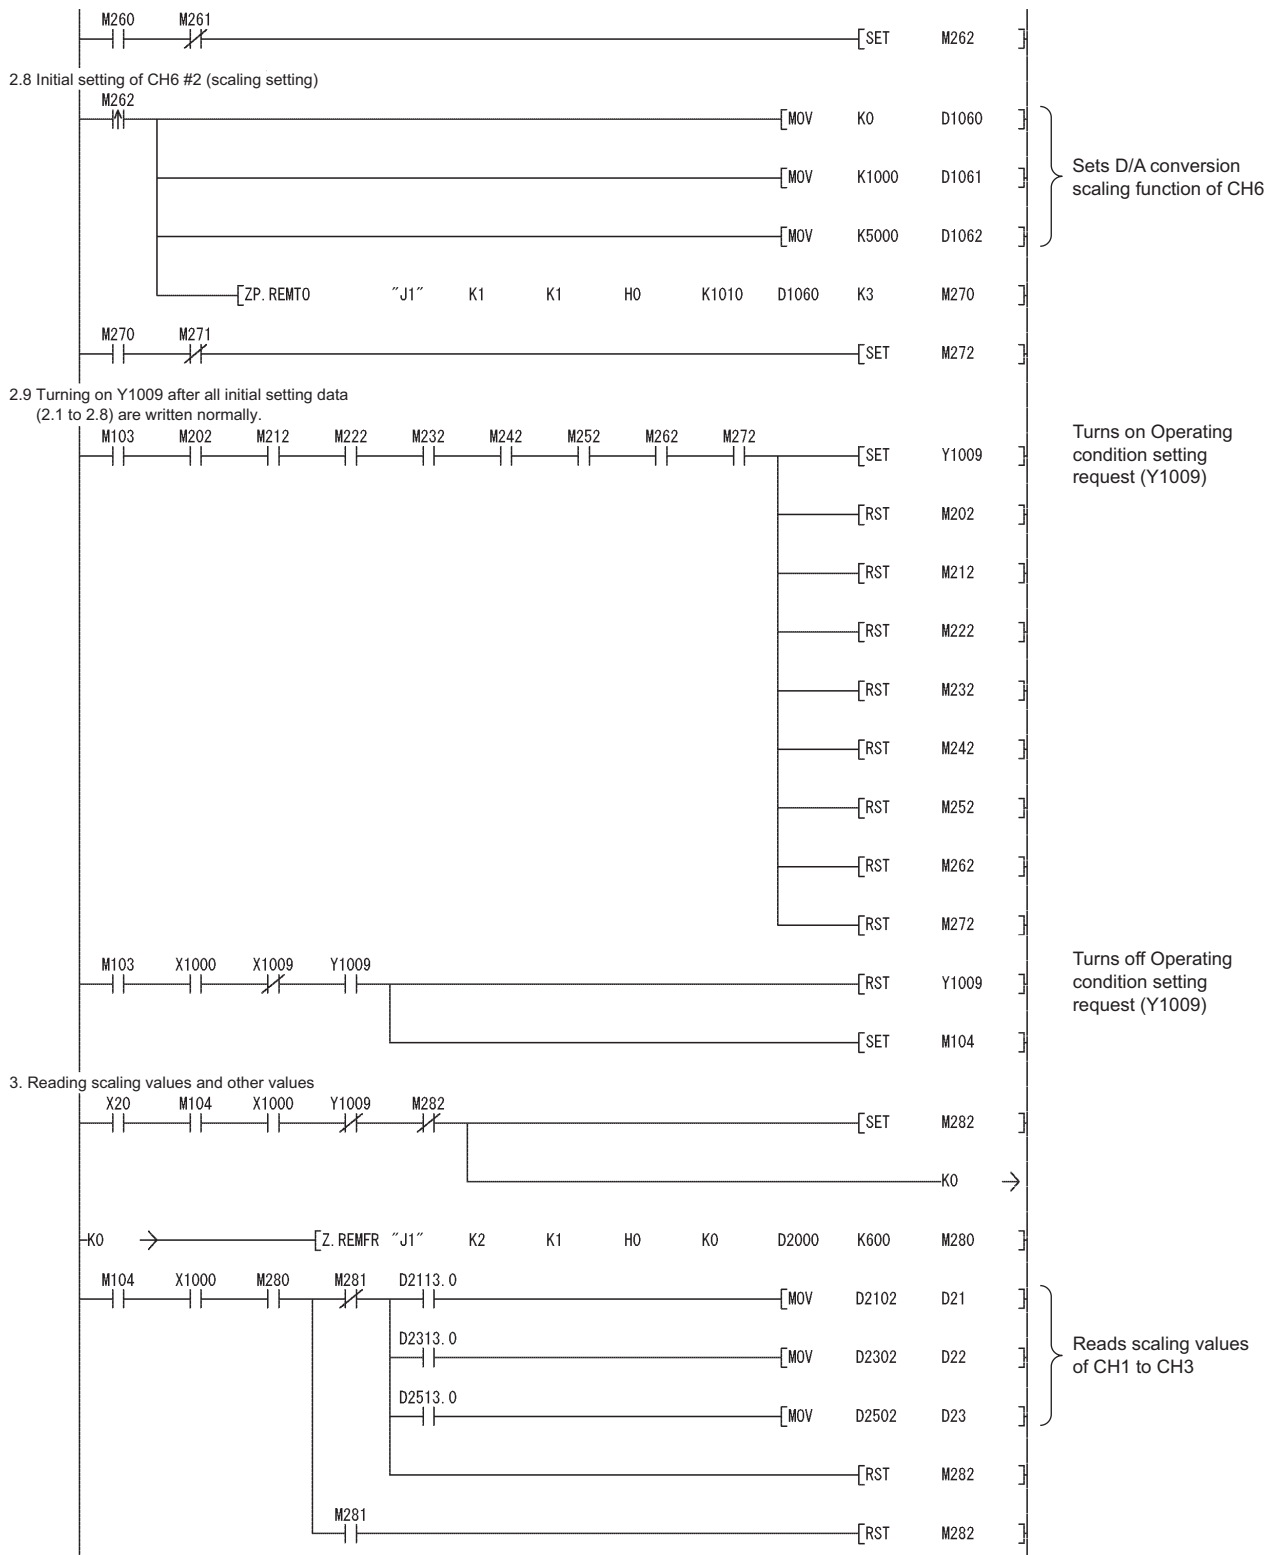 M260 M261
[SET M262 ]
2.8 Initial setting of CH6 #2 (scaling setting)
M262
[MOV K0 D1060 ]
[MOV K1000 D1061 ]
Sets D/A conversion
scaling function of CH6
[MOV K5000 D1062 ]
[ZP.REMTO "J1" K1 K1 H0 K1010 D1060 K3 M270 ]
M270 M271
[SET M272 ]
2.9 Turning on Y1009 after all initial setting data
(2.1 to 2.8) are written normally.
M103 M202 M212 M222 M232 M242 M252 M262 M272
[SET Y1009 ]
Turns on Operating
condition setting
request (Y1009)
[RST M202 ]
[RST M212 ]
[RST M222 ]
[RST M232 ]
[RST M242 ]
[RST M252 ]
[RST M262 ]
[RST M272 ]
M103 X1000 X1009 Y1009
[RST Y1009 ]
Turns off Operating
condition setting
request (Y1009)
[SET M104 ]
3. Reading scaling values and other values
X20 M104 X1000 Y1009 M282
[SET M282 ]
K0
K0 [Z.REMFR "J1" K2 K1 H0 K0 D2000 K600 M280 ]
M104 X1000 M280 M281 D2113.0
[MOV D2102 D21 ]
D2313.0
[MOV D2302 D22 ]
Reads scaling values
of CH1 to CH3
D2513.0
[MOV D2502 D23 ]
[RST M282 ]
M281
[RST M282 ]